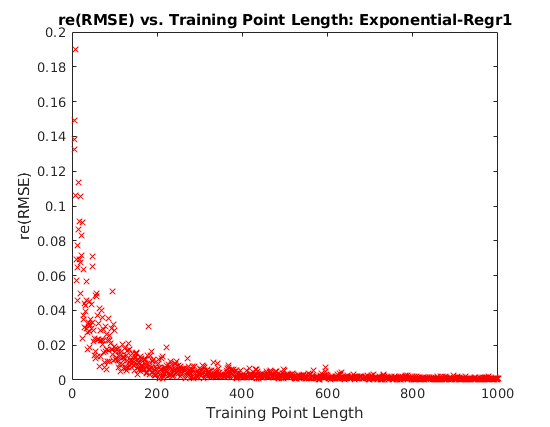 re(RMSE) vs. Training Point Length: Exponential-Regr1
0.2
0.18
0.16
0.14
0.12
0.1
0.08
0.06
0.04
0.02
0
re(RMSE)
0 200 400 600 800 1000
Training Point Length